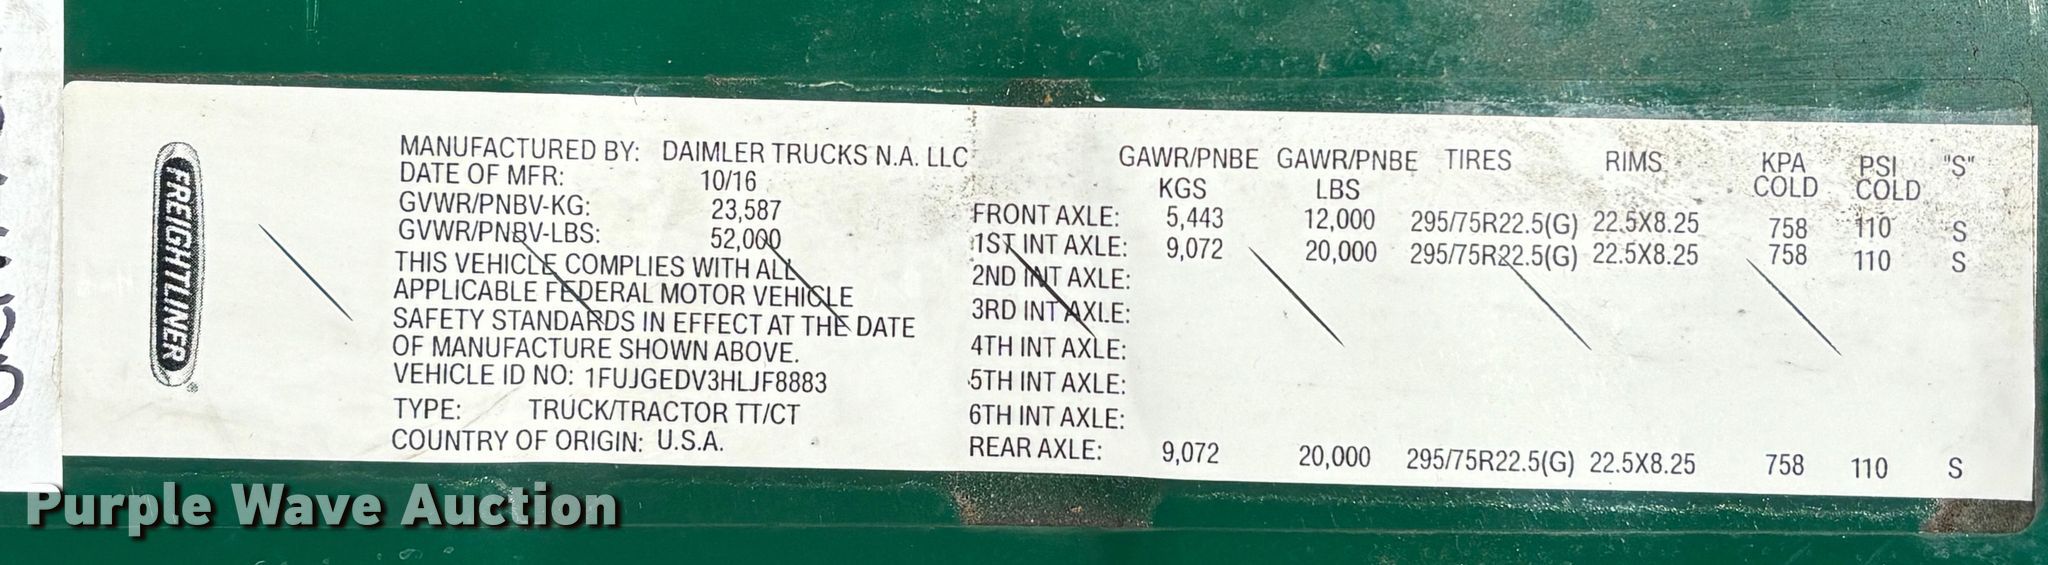 FREIGHTLINER
MANUFACTURED BY: DAIMLER TRUCKS N.A. LLC
DATE OF MFR: 10/16
GVWR/PNBV-KG: 23,587
GVWR/PNBV-LBS: 52,000
THIS VEHICLE COMPLIES WITH ALL
APPLICABLE FEDERAL MOTOR VEHICLE
SAFETY STANDARDS IN EFFECT AT THE DATE
OF MANUFACTURE SHOWN ABOVE.
VEHICLE ID NO: 1FUJGEDV3HLJF8883
TYPE: TRUCK/TRACTOR TT/CT
COUNTRY OF ORIGIN: U.S.A.
GAWR/PNBE GAWR/PNBE TIRES RIMS KPA PSI "S"
KGS LBS COLD COLD
FRONT AXLE: 5,443 12,000 295/75R22.5(G) 22.5X8.25 758 110 S
1ST INT AXLE: 9,072 20,000 295/75R22.5(G) 22.5X8.25 758 110 S
2ND INT AXLE:
3RD INT AXLE:
4TH INT AXLE:
5TH INT AXLE:
6TH INT AXLE:
REAR AXLE: 9,072 20,000 295/75R22.5(G) 22.5X8.25 758 110 S
Purple Wave Auction